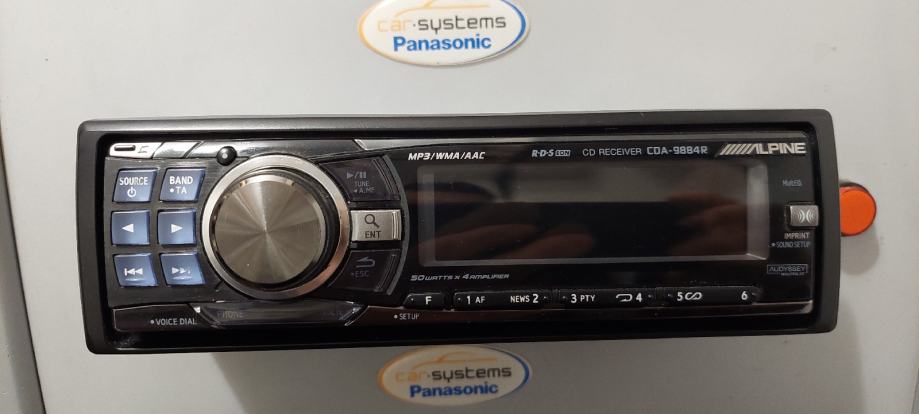 car·systems
Panasonic
MP3/WMA/AAC
R·D·S EON
CD RECEIVER CDA-9884R
ALPINE
SOURCE
BAND
• TA
TUNE
• A.ME
ENT
• ESC
MultEQ
IMPRINT
• SOUND SETUP
AUDYSSEY
50WATTS X 4 AMPLIFIER
F
1 AF
NEWS 2
3 PTY
4
5
6
• VOICE DIAL
PHONE
• SETUP
car·systems
Panasonic